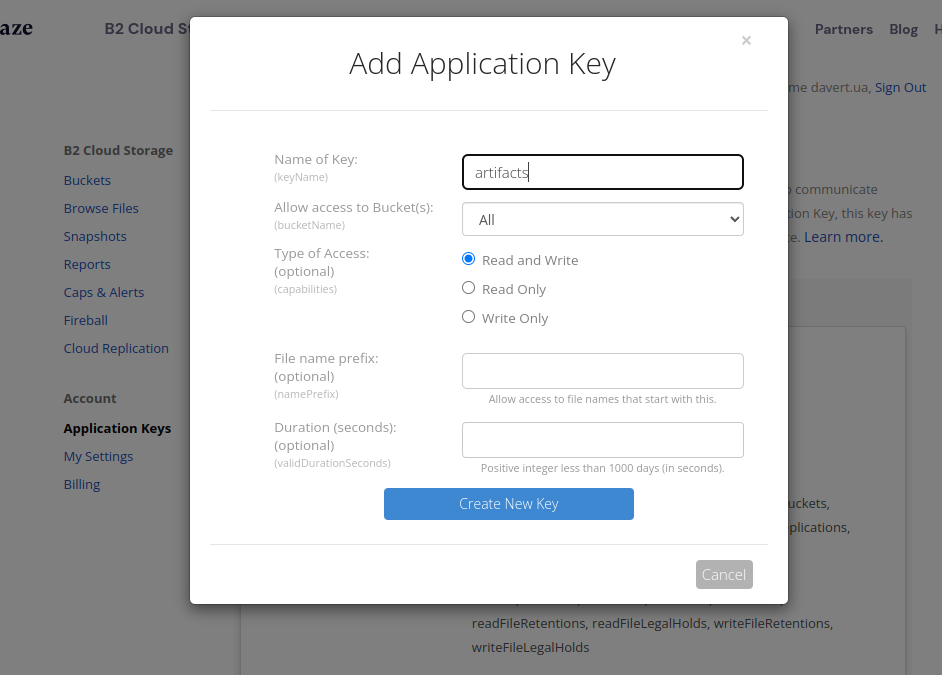 aze
B2 Cloud St
Partners
Blog
H
me davert.ua, Sign Out
B2 Cloud Storage
Buckets
Browse Files
Snapshots
Reports
Caps & Alerts
Fireball
Cloud Replication
Account
Application Keys
My Settings
Billing
×
Add Application Key
Name of Key:
(keyName)
artifacts
Allow access to Bucket(s):
(bucketName)
All
Type of Access:
(optional)
(capabilities)
Read and Write
Read Only
Write Only
File name prefix:
(optional)
(namePrefix)
Allow access to file names that start with this.
Duration (seconds):
(optional)
(validDurationSeconds)
Positive integer less than 1000 days (in seconds).
Create New Key
Cancel
communicate
ion Key, this key has
e. Learn more.
uckets,
plications,
readFileRetentions, readFileLegalHolds, writeFileRetentions,
writeFileLegalHolds